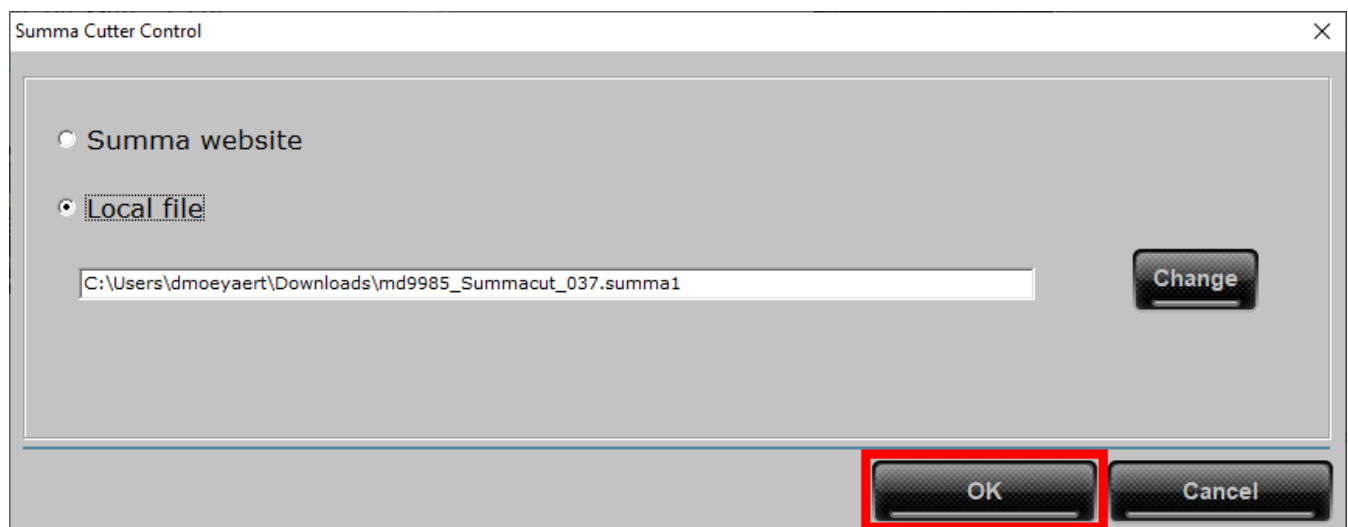 Summa Cutter Control
Summa website
Local file
C:\Users\dmoeyaert\Downloads\md9985_Summacut_037.summa1
Change
OK
Cancel